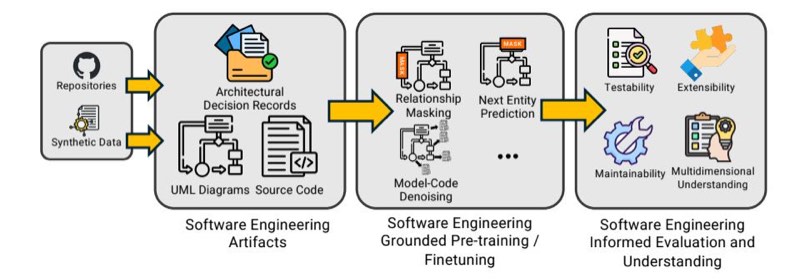 Repositories
Synthetic Data
Architectural
Decision Records
UML Diagrams
Source Code
Software Engineering
Artifacts
MASK
Relationship
Masking
MASK
Next Entity
Prediction
Model-Code
Denoising
...
Software Engineering
Grounded Pre-training /
Finetuning
Testability
Extensibility
Maintainability
Multidimensional
Understanding
Software Engineering
Informed Evaluation and
Understanding